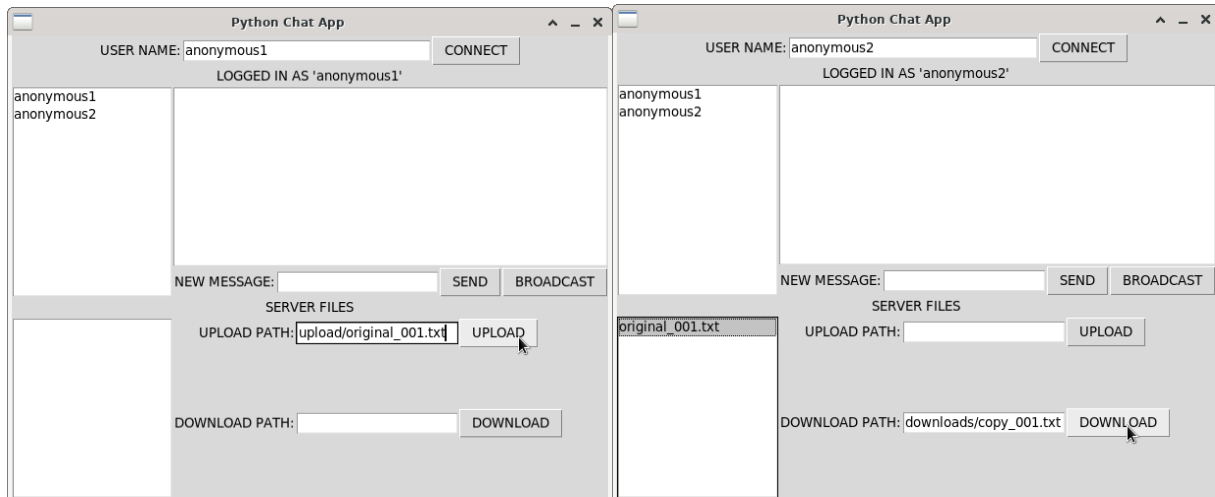 Python Chat App
USER NAME: anonymous1 CONNECT
LOGGED IN AS 'anonymous1'
anonymous1
anonymous2
NEW MESSAGE: SEND BROADCAST
SERVER FILES
UPLOAD PATH: upload/original_001.txt UPLOAD
DOWNLOAD PATH: DOWNLOAD
Python Chat App
USER NAME: anonymous2 CONNECT
LOGGED IN AS 'anonymous2'
anonymous1
anonymous2
NEW MESSAGE: SEND BROADCAST
SERVER FILES
original_001.txt
UPLOAD PATH: UPLOAD
DOWNLOAD PATH: downloads/copy_001.txt DOWNLOAD